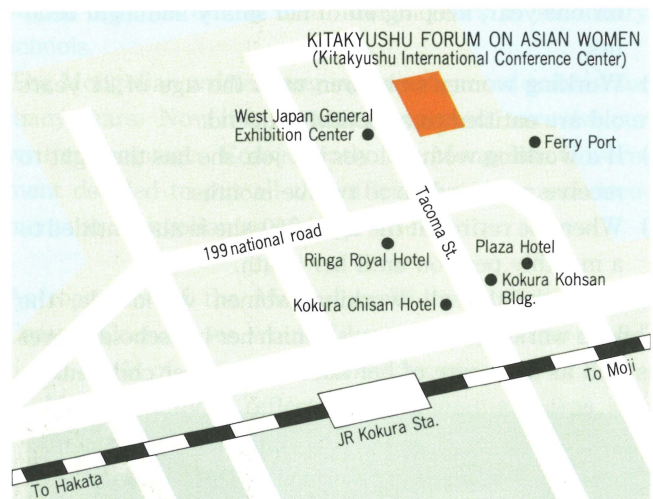 KITAKYUSHU FORUM ON ASIAN WOMEN
(Kitakyushu International Conference Center)
West Japan General
Exhibition Center
Ferry Port
Tacoma St.
199 national road
Ringa Royal Hotel
Plaza Hotel
Kokura Kohsan
Bldg.
Kokura Chisan Hotel
To Moji
JR Kokura Sta.
To Hakata